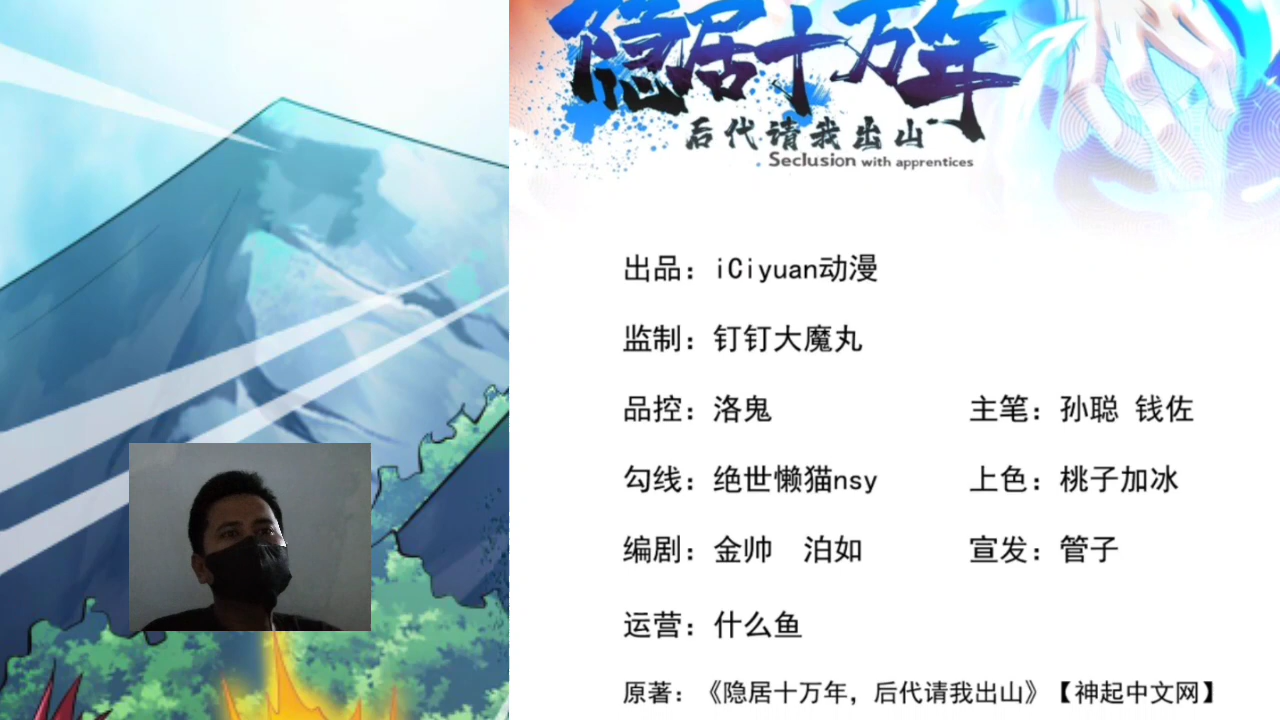 隐居十万年
后代请我出山
Seclusion with apprentices
出品：iCiyuan动漫
监制：钉钉大魔丸
品控：洛鬼 主笔：孙聪 钱佐
勾线：绝世懒猫nsy 上色：桃子加冰
编剧：金帅 泊如 宣发：管子
运营：什么鱼
原著：《隐居十万年，后代请我出山》【神起中文网】